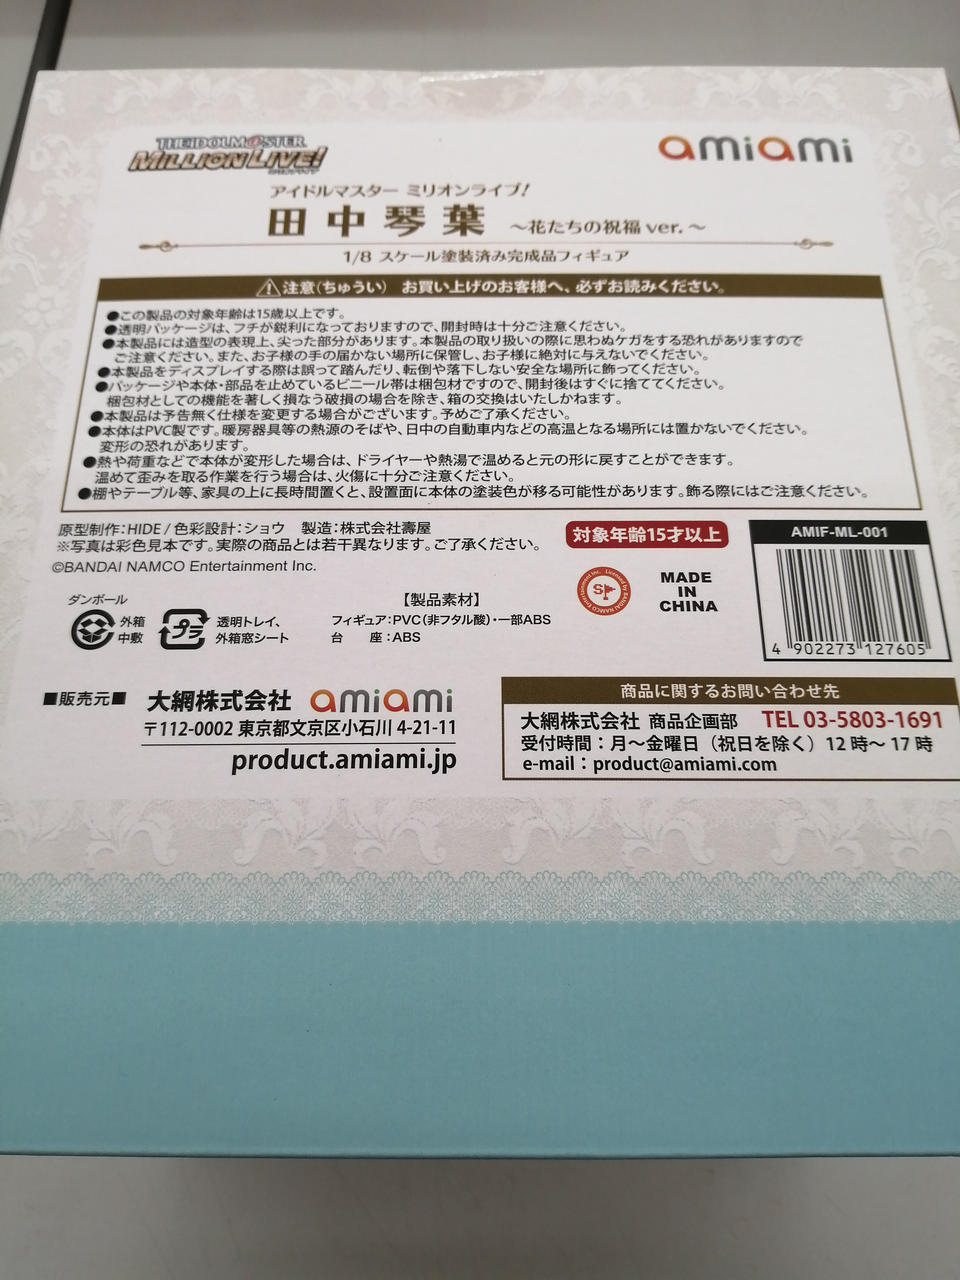 THE IDOLM@STER
MILLION LIVE!
amiami
アイドルマスター ミリオンライブ!
田中琴葉 ～花たちの祝福 ver.～
1/8 スケール塗装済み完成品フィギュア
⚠注意(ちゅうい) お買い上げのお客様へ、必ずお読みください。
●この製品の対象年齢は15歳以上です。
●透明パッケージは、フチが鋭利になっておりますので、開封時は十分ご注意ください。
●本製品には造型の表現上、尖った部分があります。本製品の取り扱いの際に思わぬケガをする恐れがありますので
ご注意ください。また、お子様の手の届かない場所に保管し、お子様に絶対に与えないでください。
●本製品をディスプレイする際は誤って踏んだり、転倒や落下しない安全な場所に飾ってください。
●パッケージや本体・部品を止めているビニール帯は梱包材ですので、開封後はすぐに捨ててください。
梱包材としての機能を著しく損なう破損の場合を除き、箱の交換はいたしかねます。
●本製品は予告無く仕様を変更する場合がございます。予めご了承ください。
●本体はPVC製です。暖房器具等の熱源のそばや、日中の自動車内などの高温となる場所には置かないでください。
変形の恐れがあります。
●熱や荷重などで本体が変形した場合は、ドライヤーや熱湯で温めると元の形に戻すことができます。
温めて歪みを取る作業を行う場合は、火傷に十分ご注意ください。
●棚やテーブル等、家具の上に長時間置くと、設置面に本体の塗装色が移る可能性があります。飾る際にはご注意ください。
原型制作:HIDE / 色彩設計:ショウ 製造:株式会社壽屋
※写真は彩色見本です。実際の商品とは若干異なります。ご了承ください。
©BANDAI NAMCO Entertainment Inc.
対象年齢15才以上
AMIF-ML-001
Licensed by BANDAI NAMCO Entertainment Inc.
SP
MADE
IN
CHINA
4 902273 127605
ダンボール
外箱
中敷
プラ
透明トレイ、
外箱窓シート
【製品素材】
フィギュア:PVC(非フタル酸)・一部ABS
台 座:ABS
■販売元■ 大網株式会社 amiami
〒112-0002 東京都文京区小石川 4-21-11
product.amiami.jp
商品に関するお問い合わせ先
大網株式会社 商品企画部 TEL 03-5803-1691
受付時間：月～金曜日（祝日を除く）12 時～ 17 時
e-mail：product@amiami.com